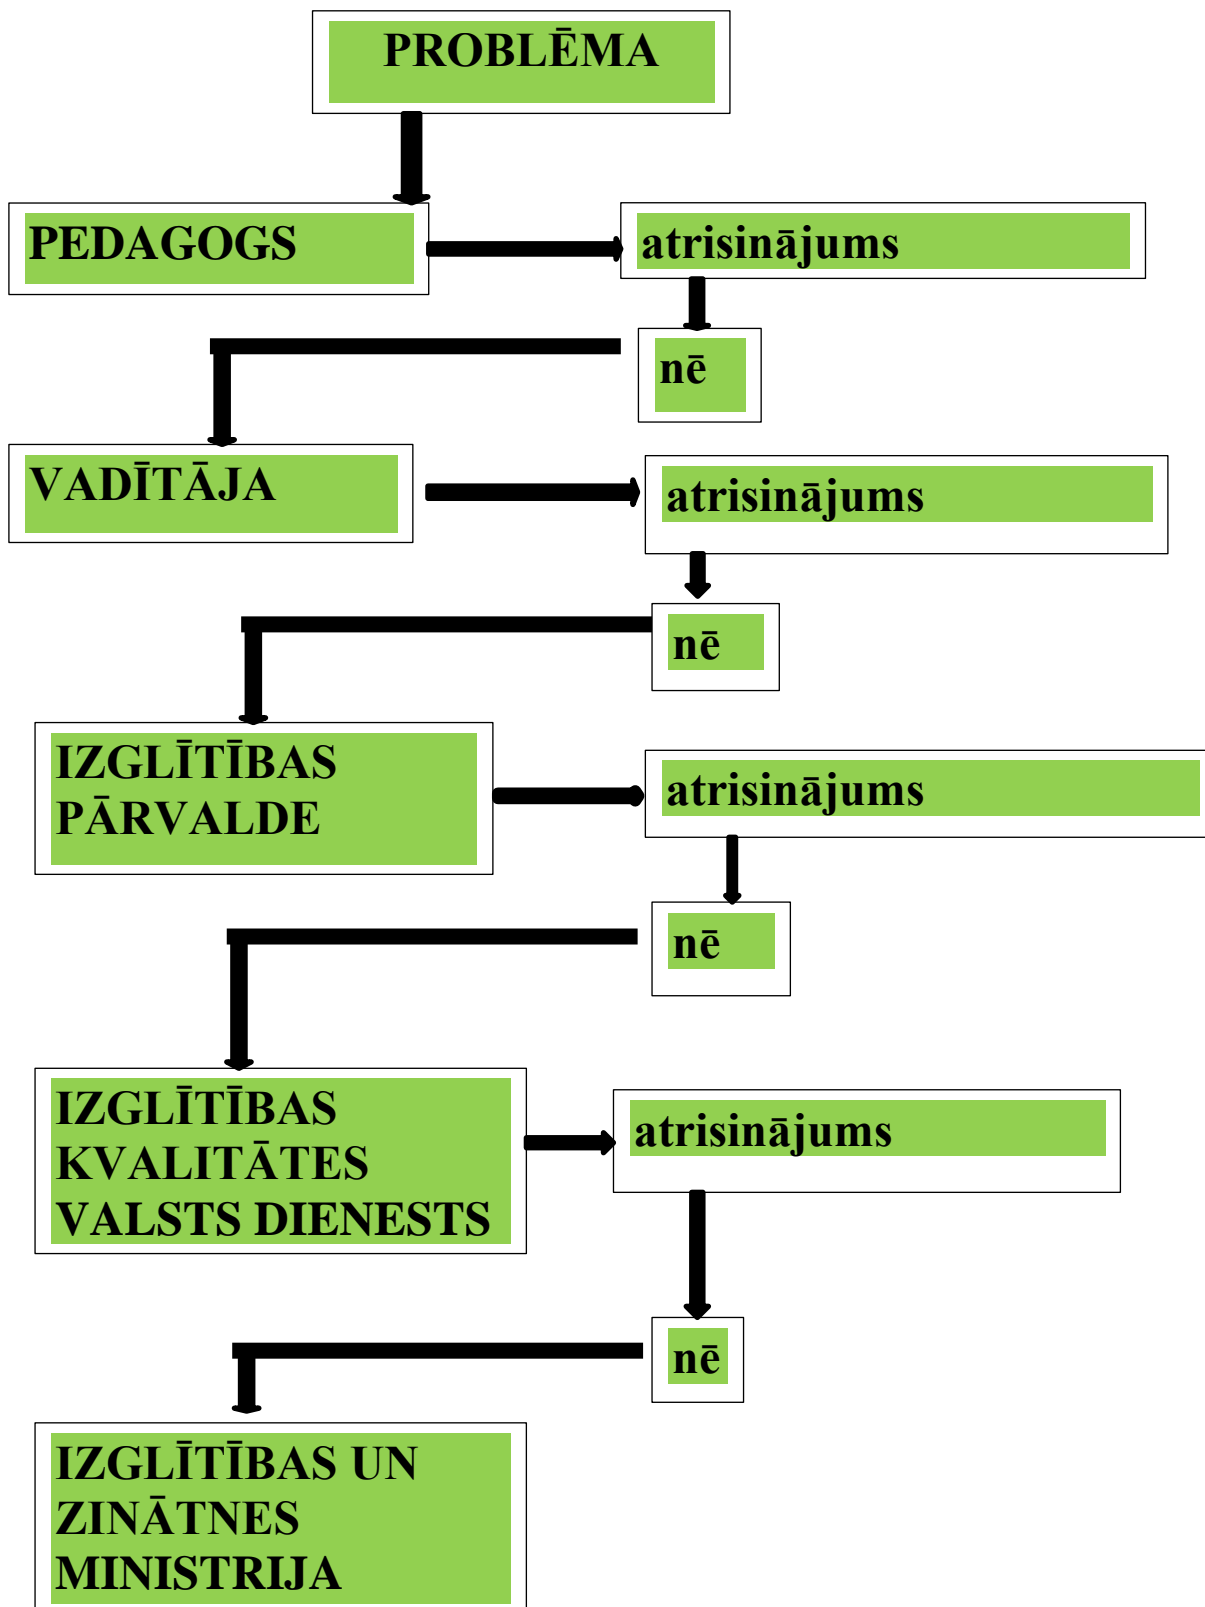 PROBLĒMA
PEDAGOGS
atrisinājums
nē
VADĪTĀJA
atrisinājums
nē
IZGLĪTĪBAS
PĀRVALDE
atrisinājums
nē
IZGLĪTĪBAS
KVALITĀTES
VALSTS DIENESTS
atrisinājums
nē
IZGLĪTĪBAS UN
ZINĀTNES
MINISTRIJA